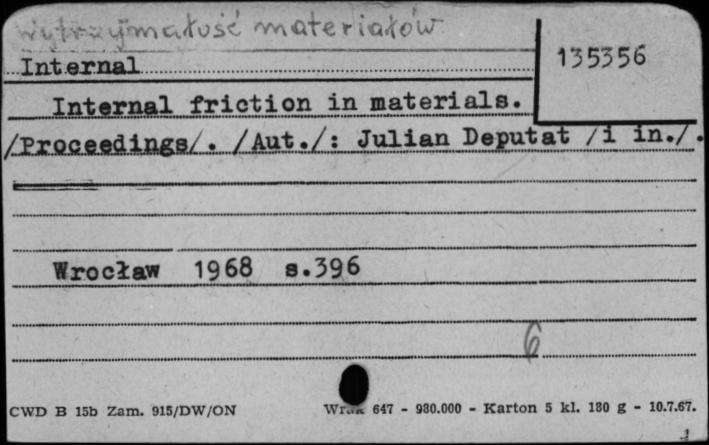 wytrzymałość materiałów
Internal
135356
Internal friction in materials.
/Proceedings/. /Aut./: Julian Deputat /i in./.
Wrocław 1968 s.396
6
CWD B 15b Zam. 915/DW/ON
647 - 980.000 - Karton 5 kl. 180 g - 10.7.67.